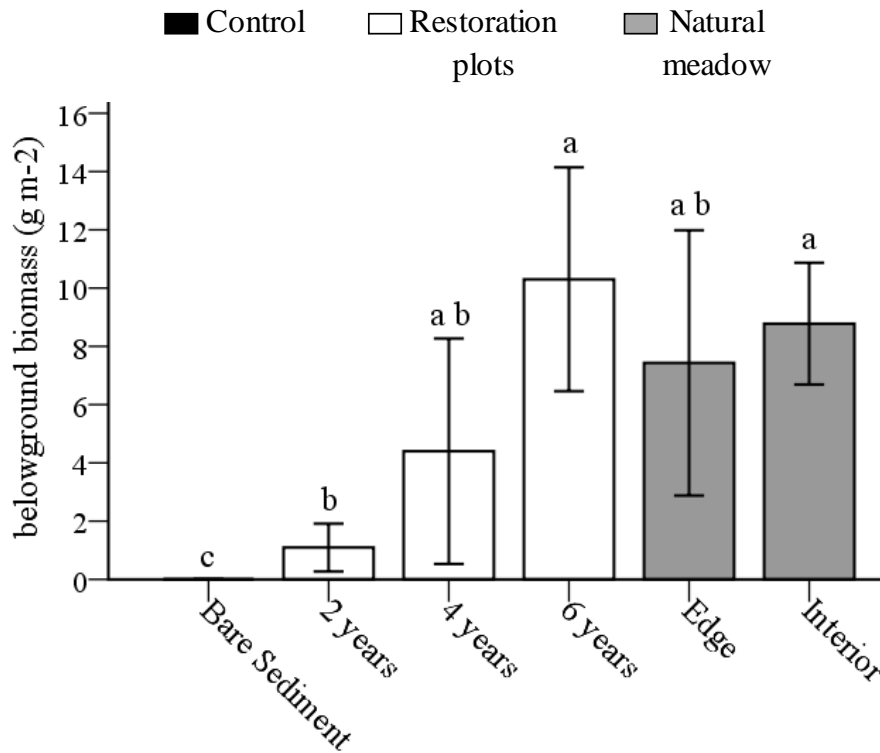 Control Restoration plots Natural meadow
belowground biomass (g m-2)
16
14
12
10
8
6
4
2
0
c
b
a b
a
a b
a
Bare Sediment
2 years
4 years
6 years
Edge
Interior